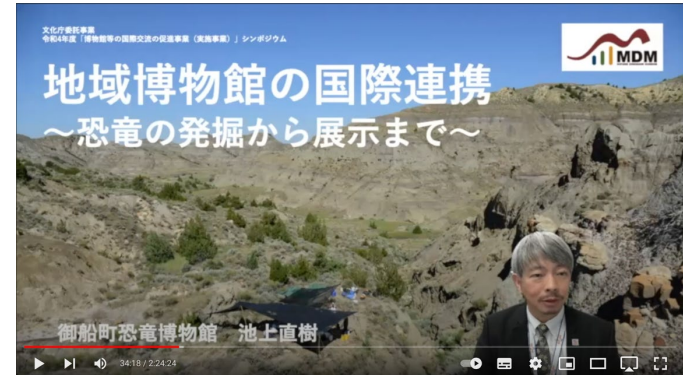 文化庁委託事業
令和4年度「博物館等の国際交流の促進事業（実施事業）」シンポジウム
MDM
地域博物館の国際連携
～恐竜の発掘から展示まで～
御船町恐竜博物館　池上直樹
34:18 / 2:24:24